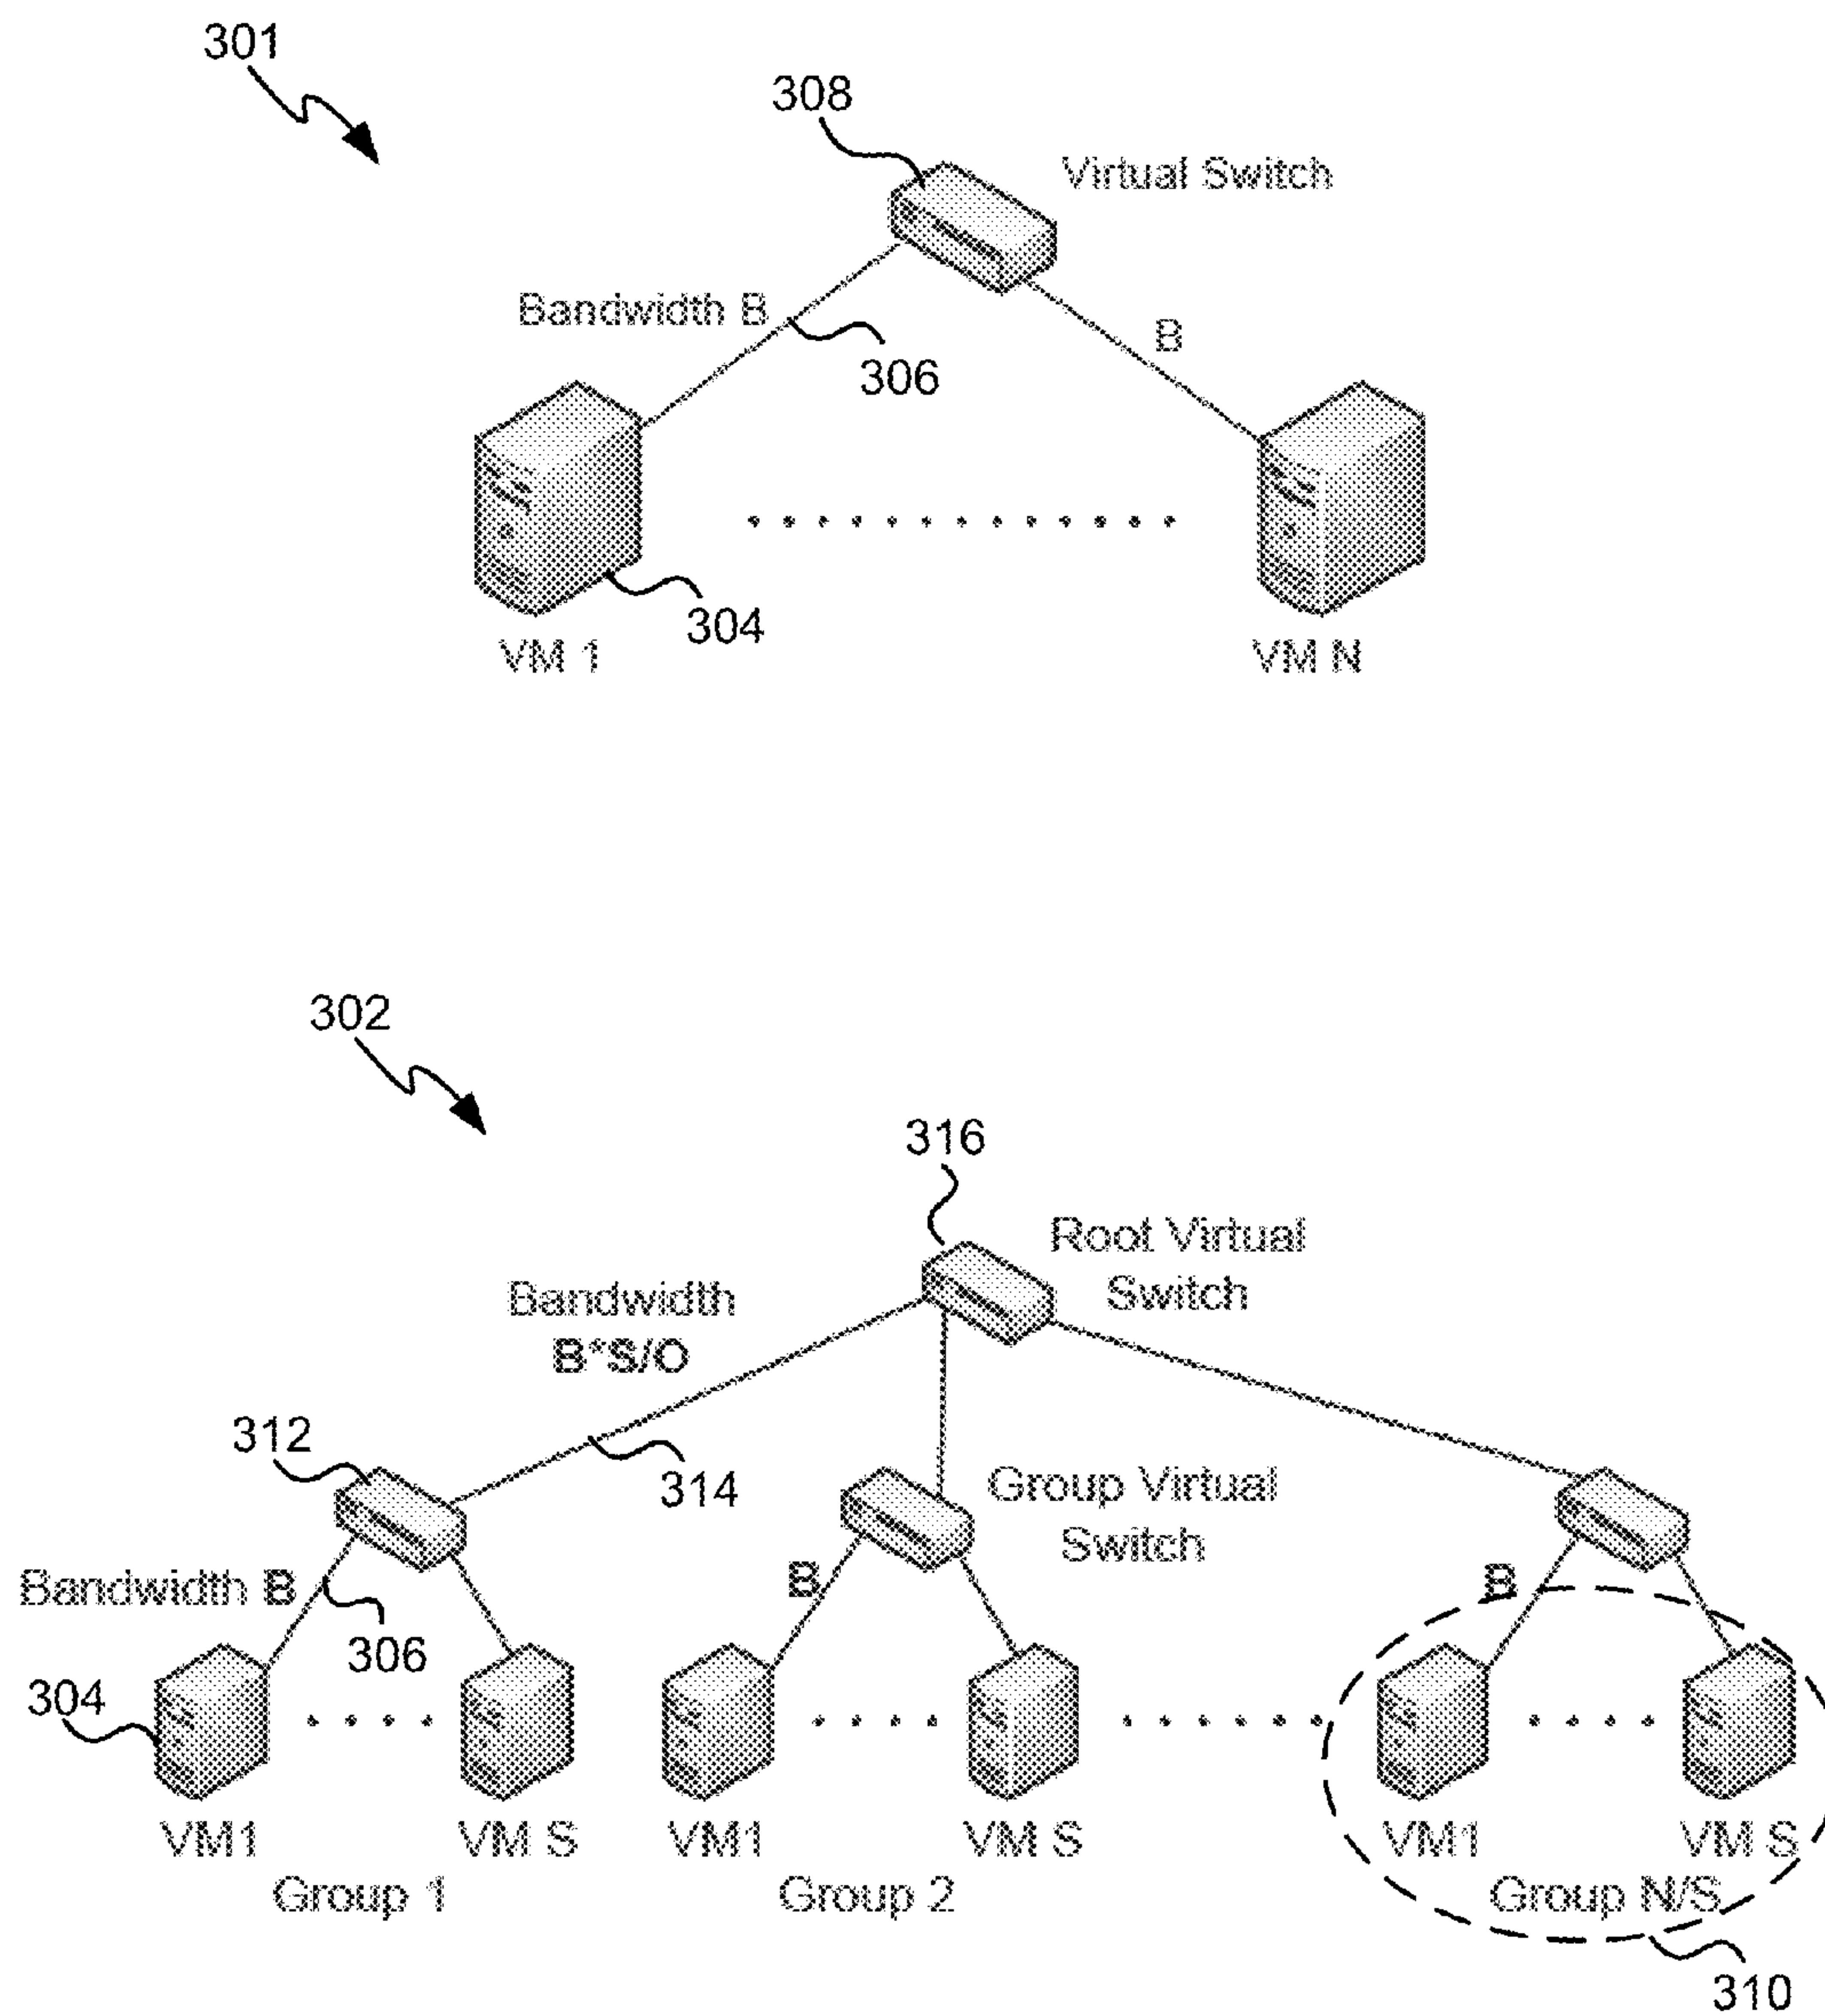 301
308
Virtual Switch
Bandwidth B
B
306
304
VM 1
VM N
302
316
Root Virtual
Switch
Bandwidth
B*S/O
312
314
Group Virtual
Switch
Bandwidth B
B
B
306
304
VM1
VM S
VM1
VM S
VM1
VM S
Group 1
Group 2
Group N/S
310